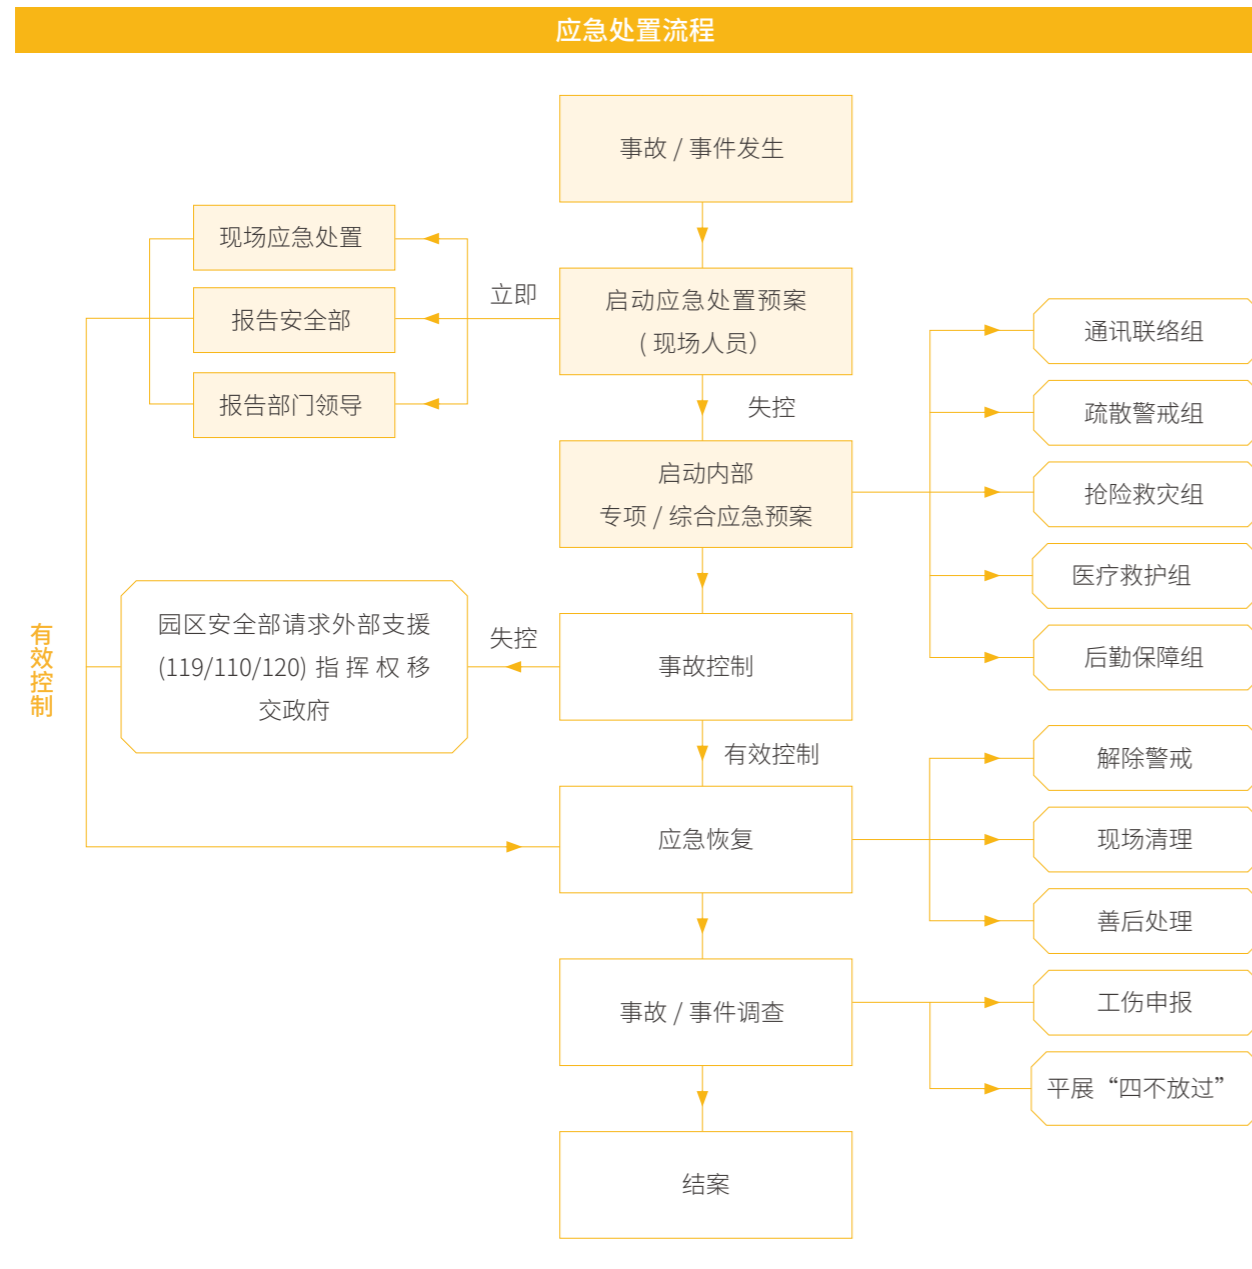 应急处置流程
事故 / 事件发生
现场应急处置
报告安全部
报告部门领导
立即
启动应急处置预案
( 现场人员）
失控
启动内部
专项 / 综合应急预案
通讯联络组
疏散警戒组
抢险救灾组
医疗救护组
后勤保障组
有效控制
园区安全部请求外部支援
(119/110/120) 指 挥 权 移
交政府
失控
事故控制
有效控制
应急恢复
解除警戒
现场清理
善后处理
事故 / 事件调查
工伤申报
平展“四不放过”
结案